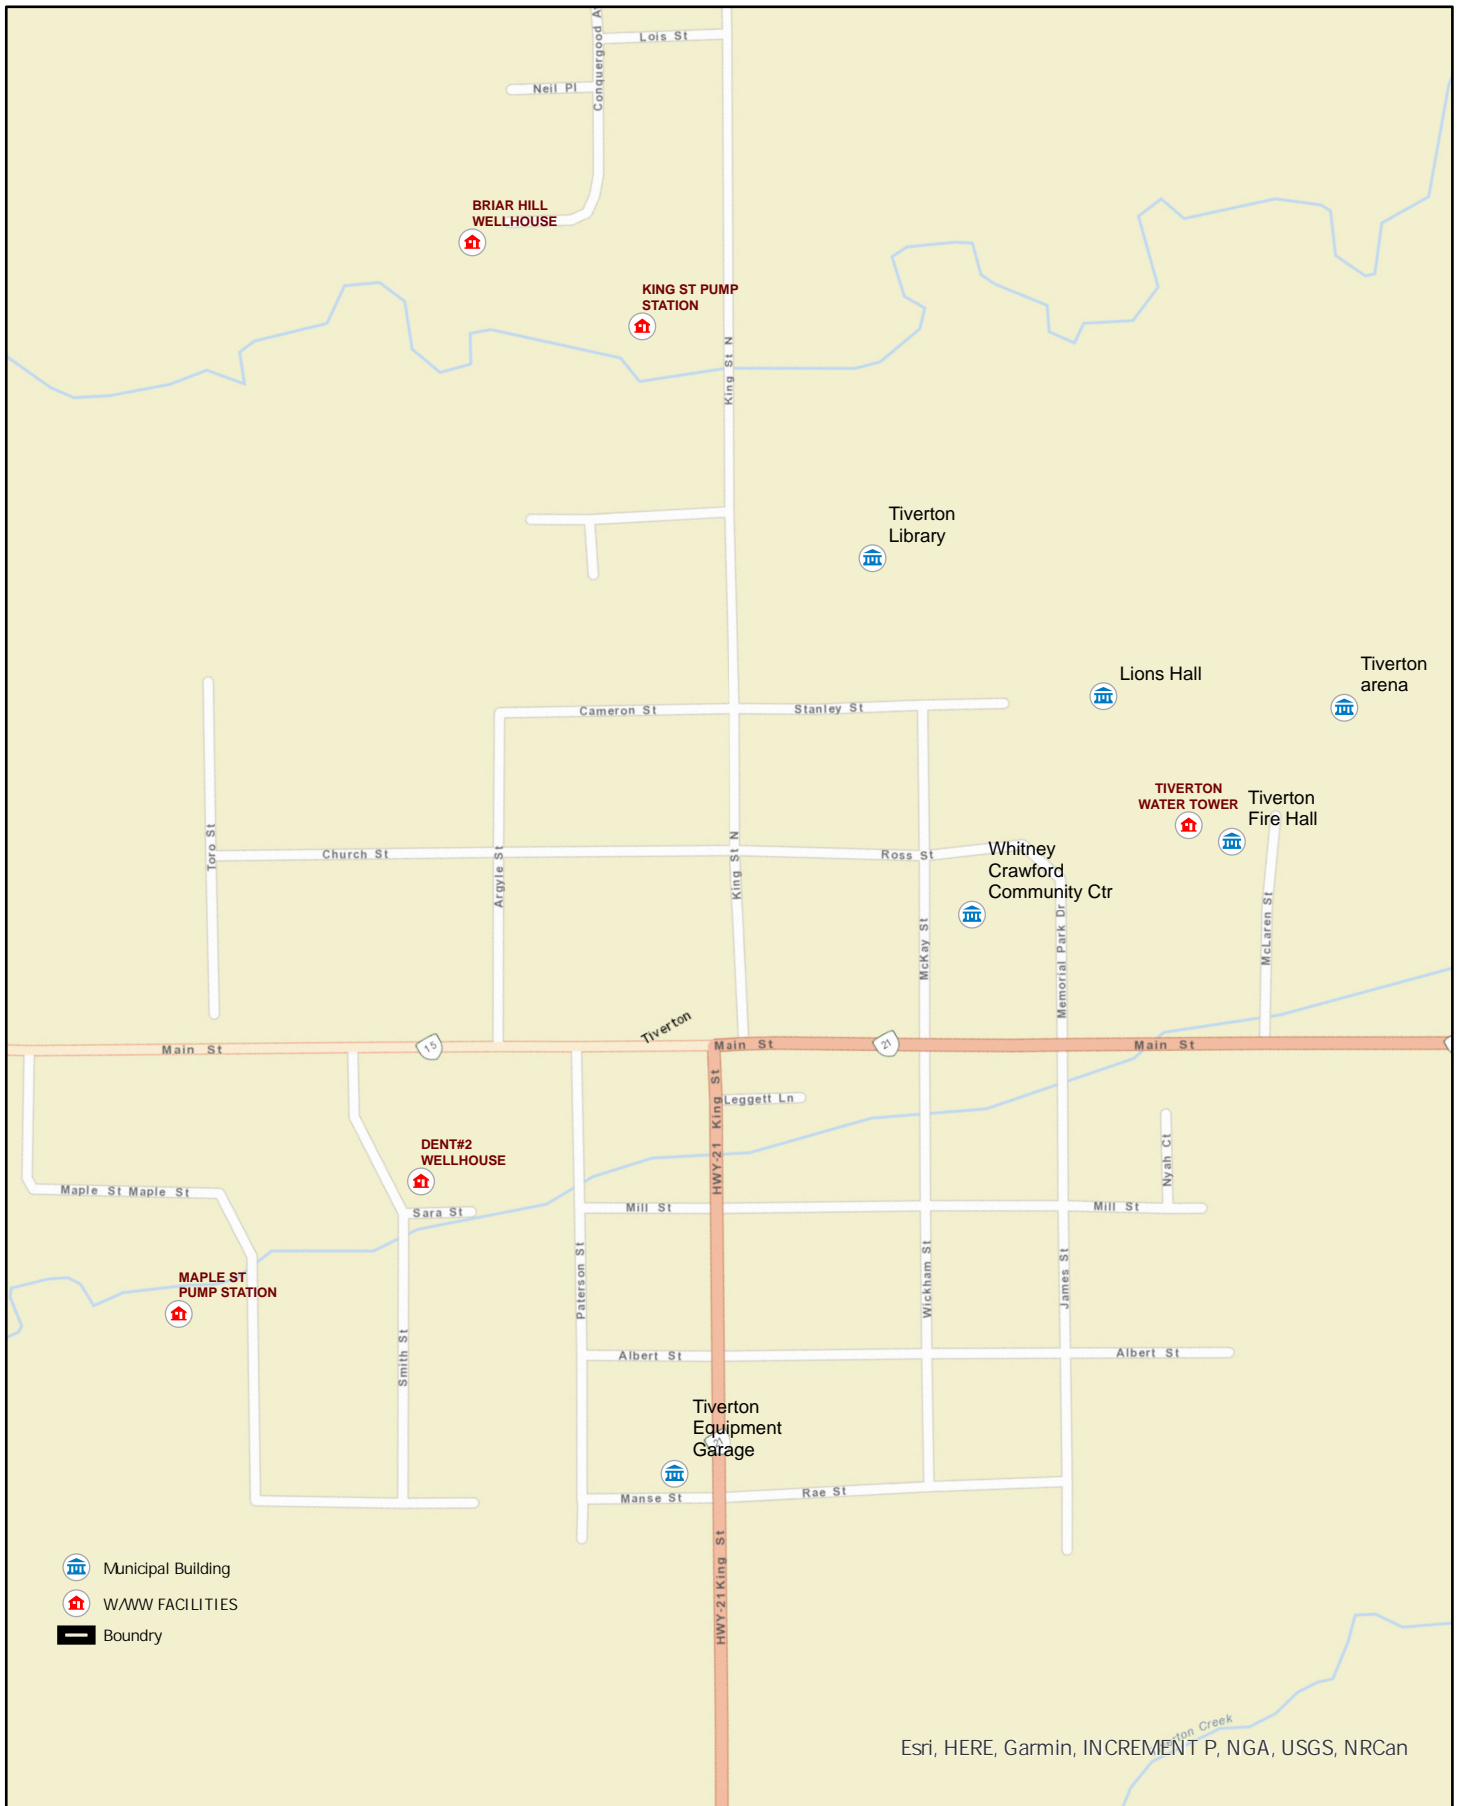 Conquergood A
Lois St
Neil Pl
BRIAR HILL
WELLHOUSE
KING ST PUMP
STATION
King St N
Tiverton
Library
Lions Hall
Tiverton
arena
Cameron St
Stanley St
TIVERTON
WATER TOWER
Tiverton
Fire Hall
Toro St
Church St
Argyle St
King St N
Ross St
Whitney
Crawford
Community Ctr
McKay St
Memorial Park Dr
McLaren St
Tiverton
Main St
15
Main St
21
Main St
Leggett Ln
HWY-21 King St
DENT#2
WELLHOUSE
Nyah Ct
Maple St Maple St
Sara St
Mill St
Mill St
MAPLE ST
PUMP STATION
Paterson St
Wickham St
James St
Smith St
Albert St
Albert St
Tiverton
Equipment
Garage
21
Manse St
Rae St
HWY-21 King St
Municipal Building
W/WW FACILITIES
Boundry
Creek
Esri, HERE, Garmin, INCREMENT P, NGA, USGS, NRCan